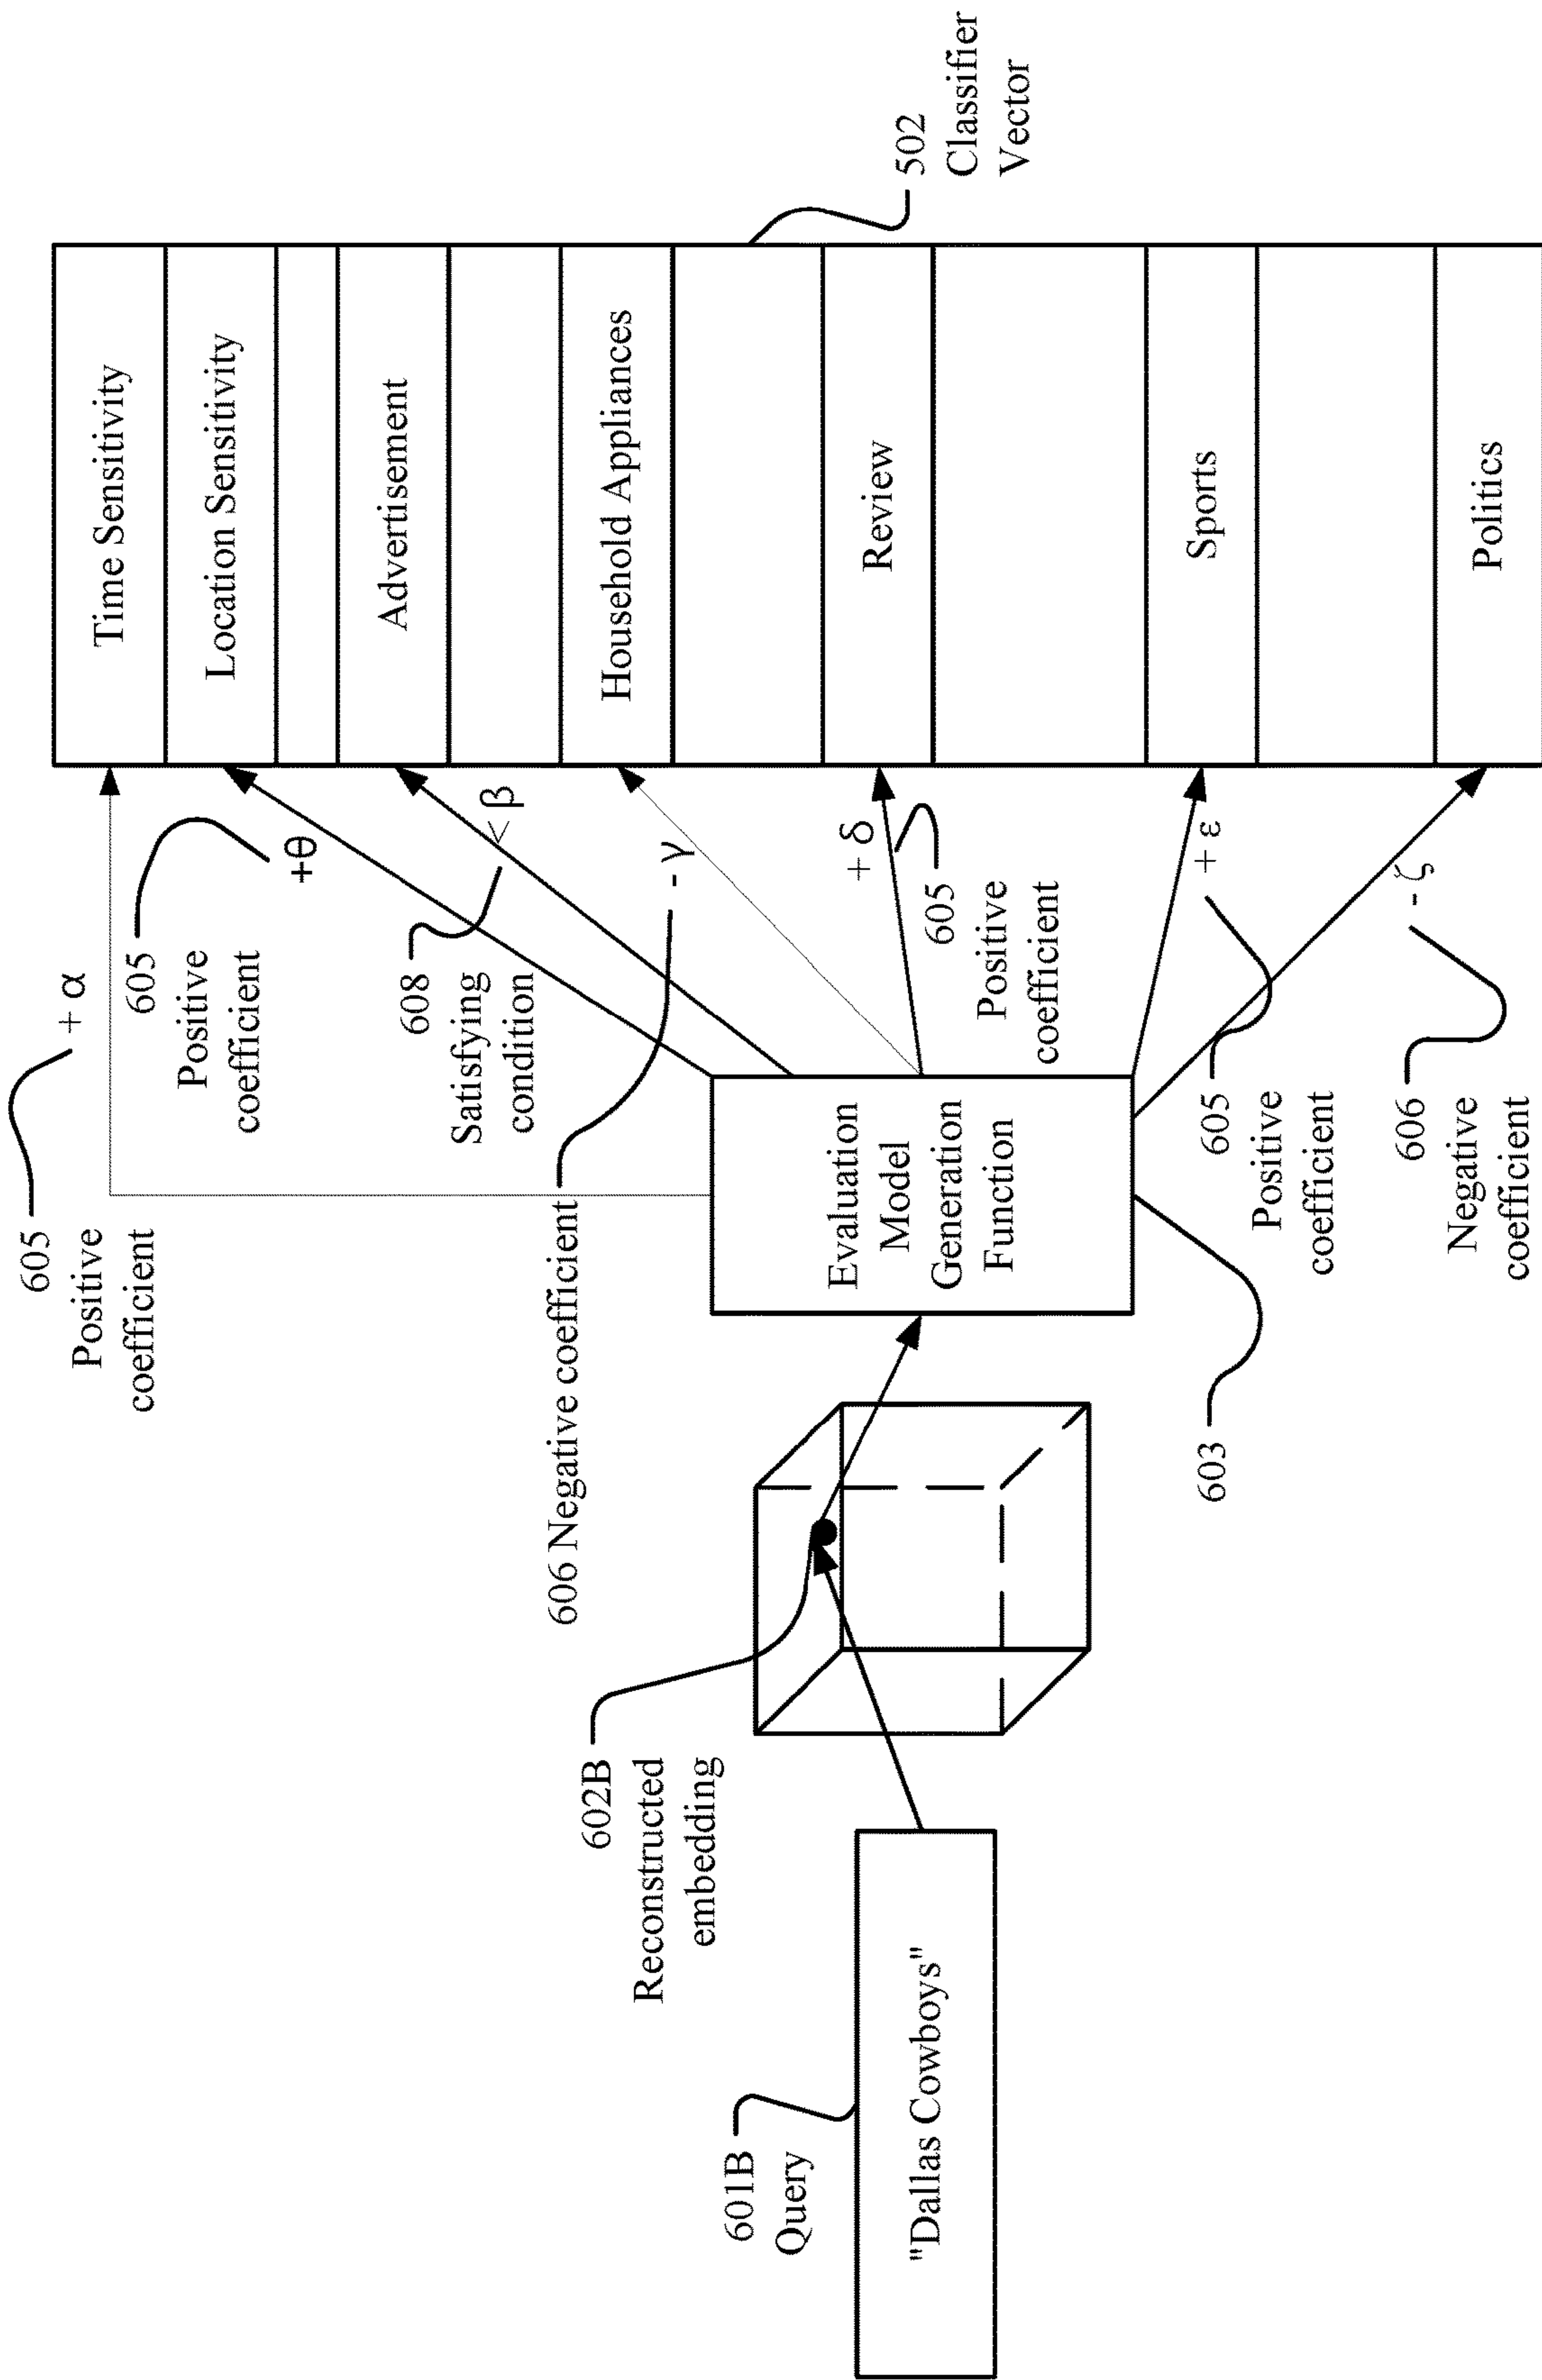 605
Positive
coefficient
+ α
605
Positive
coefficient
+θ
608
Satisfying
condition
< β
606 Negative coefficient
- γ
Time Sensitivity
Location Sensitivity
Advertisement
Household Appliances
Review
Sports
Politics
502
Classifier
Vector
601B
Query
"Dallas Cowboys"
602B
Reconstructed
embedding
Evaluation
Model
Generation
Function
603
+ δ
605
Positive
coefficient
+ ε
605
Positive
coefficient
- ζ
606
Negative
coefficient